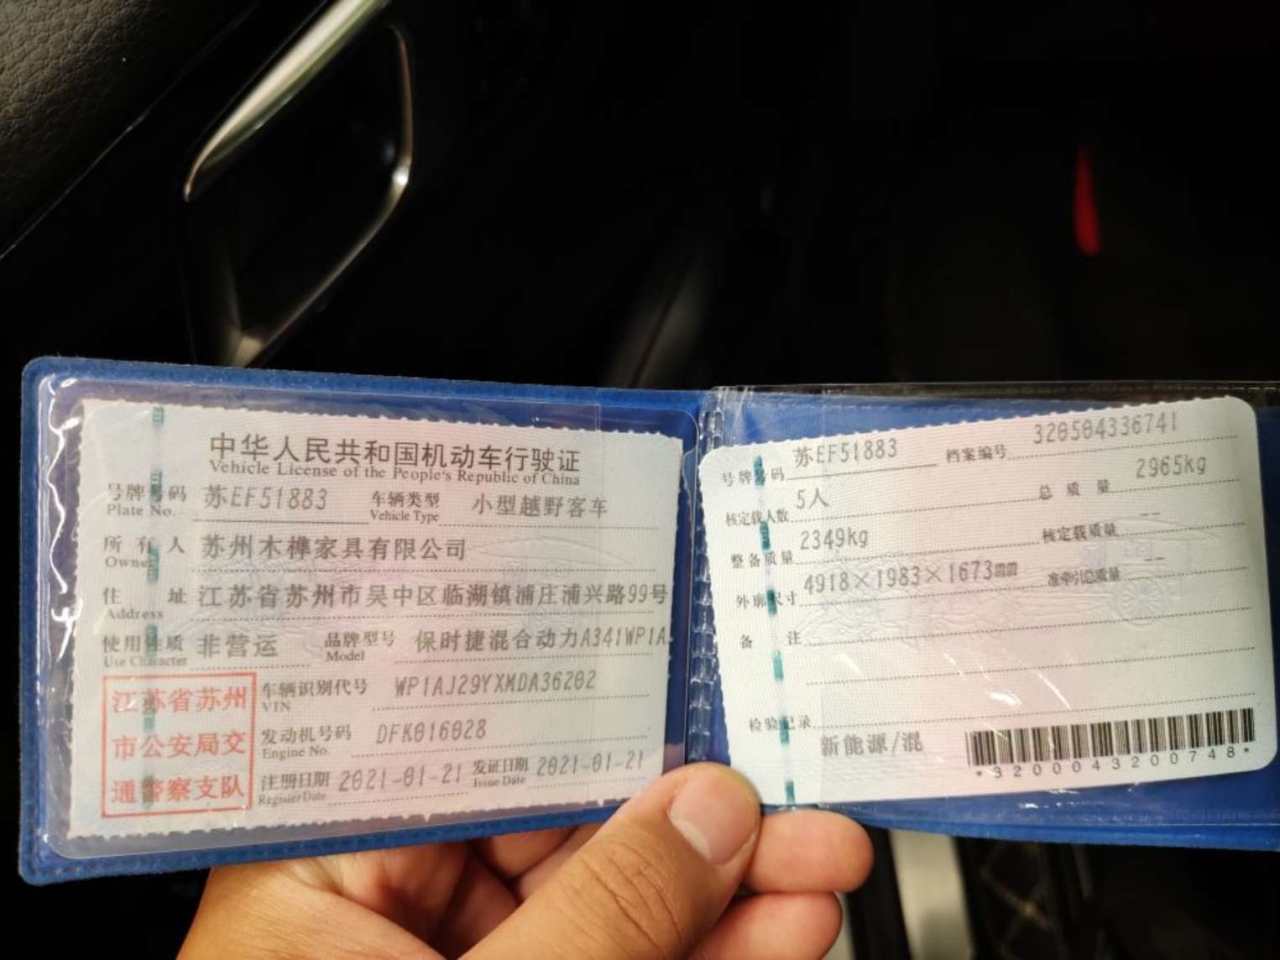 中华人民共和国机动车行驶证
Vehicle License of the People's Republic of China
号牌号码 苏EF51883 车辆类型 小型越野客车
Plate No. Vehicle Type
所有人 苏州木榫家具有限公司
Owner
住址 江苏省苏州市吴中区临湖镇浦庄浦兴路99号
Address
使用性质 非营运 品牌型号 保时捷混合动力A341WP1A
Use Character Model
江苏省苏州
市公安局交
通警察支队
车辆识别代号 WP1AJ29YXMDA36202
VIN
发动机号码 DFK016028
Engine No.
注册日期 2021-01-21 发证日期 2021-01-21
Register Date Issue Date
号牌号码 苏EF51883 档案编号 320504336741
核定载人数 5人 总质量 2965kg
整备质量 2349kg 核定载质量 --
外廓尺寸 4918×1983×1673 准牵引总质量 --
备注
检验记录
新能源/混
*3200043200748*